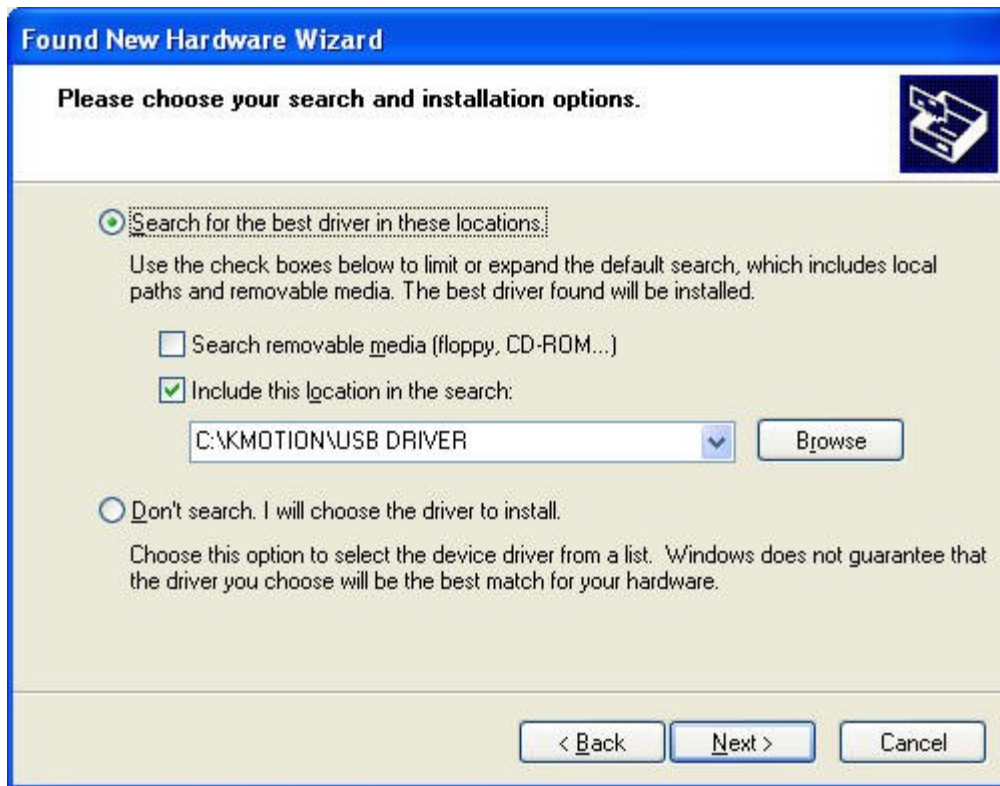 Found New Hardware Wizard
Please choose your search and installation options.
Search for the best driver in these locations.
Use the check boxes below to limit or expand the default search, which includes local
paths and removable media. The best driver found will be installed.
Search removable media (floppy, CD-ROM...)
Include this location in the search:
C:\KMOTION\USB DRIVER
Browse
Don't search. I will choose the driver to install.
Choose this option to select the device driver from a list. Windows does not guarantee that
the driver you choose will be the best match for your hardware.
< Back Next > Cancel